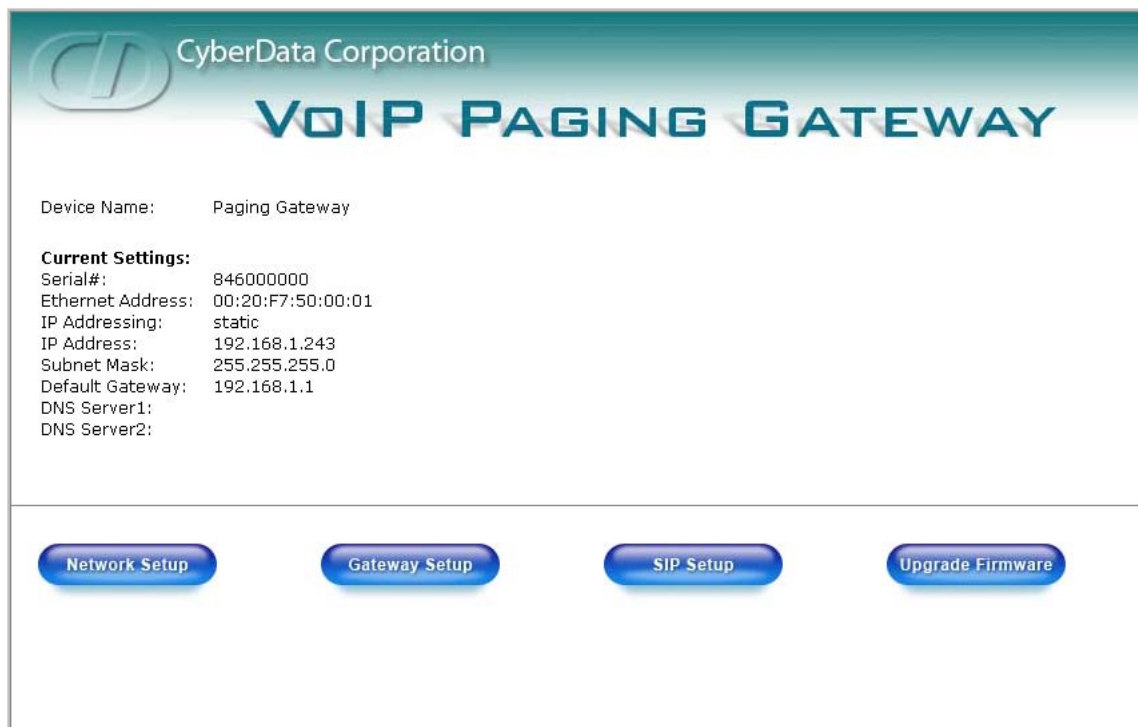 CyberData Corporation
VoIP Paging Gateway
Device Name: Paging Gateway
Current Settings:
Serial#: 846000000
Ethernet Address: 00:20:F7:50:00:01
IP Addressing: static
IP Address: 192.168.1.243
Subnet Mask: 255.255.255.0
Default Gateway: 192.168.1.1
DNS Server1:
DNS Server2:
Network Setup Gateway Setup SIP Setup Upgrade Firmware